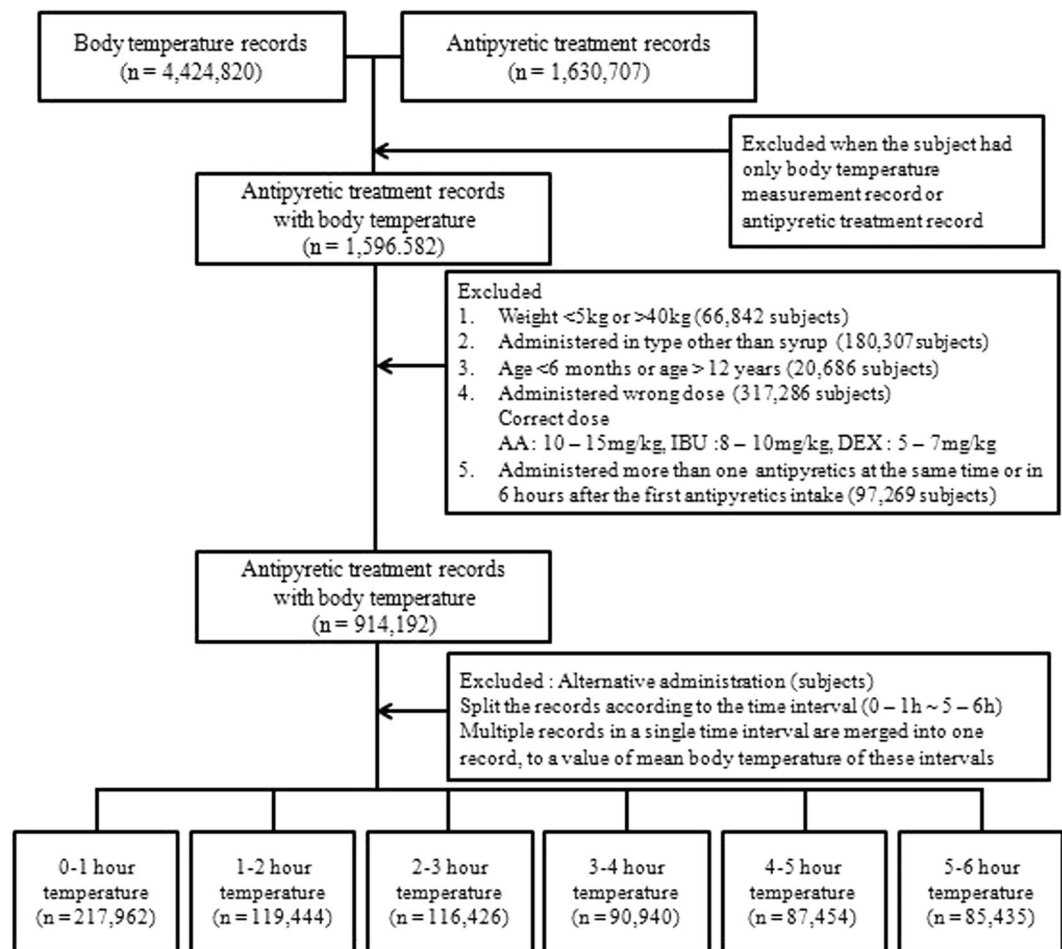 Body temperature records
(n = 4,424,820)
Antipyretic treatment records
(n = 1,630,707)
Excluded when the subject had
only body temperature
measurement record or
antipyretic treatment record
Antipyretic treatment records
with body temperature
(n = 1,596.582)
Excluded
1. Weight <5kg or >40kg (66,842 subjects)
2. Administered in type other than syrup (180,307subjects)
3. Age <6 months or age > 12 years (20,686 subjects)
4. Administered wrong dose (317,286 subjects)
Correct dose
AA : 10 – 15mg/kg, IBU :8 – 10mg/kg, DEX : 5 – 7mg/kg
5. Administered more than one antipyretics at the same time or in
6 hours after the first antipyretics intake (97,269 subjects)
Antipyretic treatment records
with body temperature
(n = 914,192)
Excluded : Alternative administration (subjects)
Split the records according to the time interval (0 – 1h ~ 5 – 6h)
Multiple records in a single time interval are merged into one
record, to a value of mean body temperature of these intervals
0-1 hour
temperature
(n = 217,962)
1-2 hour
temperature
(n = 119,444)
2-3 hour
temperature
(n = 116,426)
3-4 hour
temperature
(n = 90,940)
4-5 hour
temperature
(n = 87,454)
5-6 hour
temperature
(n = 85,435)